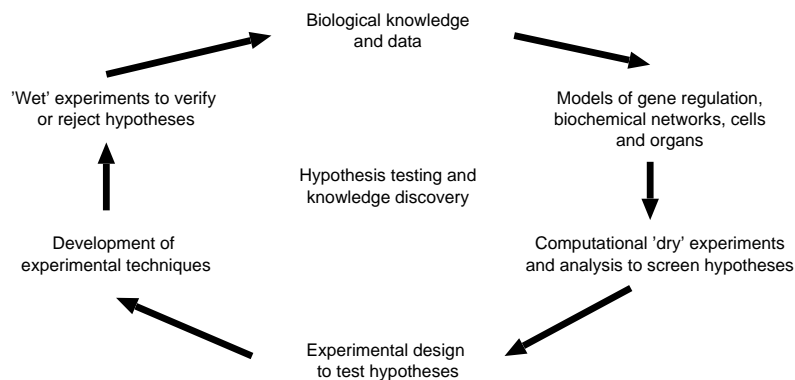 Biological knowledge
and data
'Wet' experiments to verify
or reject hypotheses
Models of gene regulation,
biochemical networks, cells
and organs
Hypothesis testing and
knowledge discovery
Development of
experimental techniques
Computational 'dry' experiments
and analysis to screen hypotheses
Experimental design
to test hypotheses